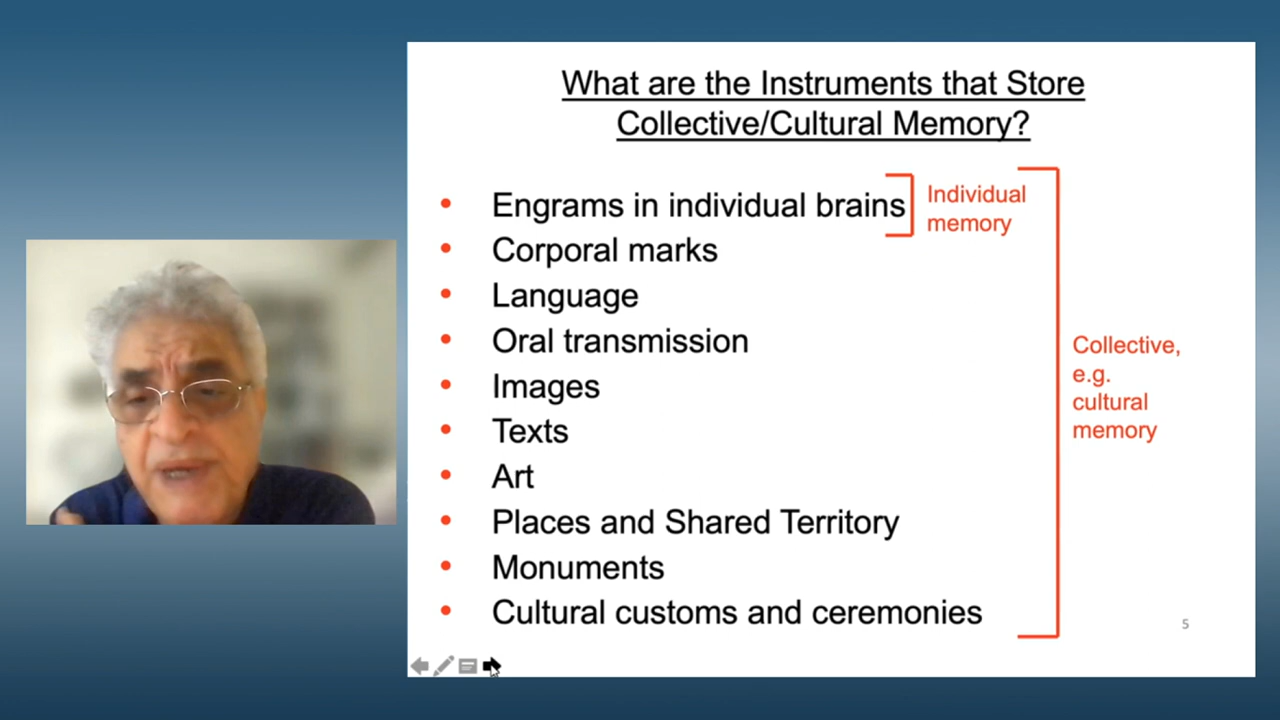 What are the Instruments that Store
Collective/Cultural Memory?
• Engrams in individual brains
Individual
memory
• Corporal marks
• Language
• Oral transmission
• Images
• Texts
• Art
• Places and Shared Territory
• Monuments
• Cultural customs and ceremonies
Collective,
e.g.
cultural
memory
5